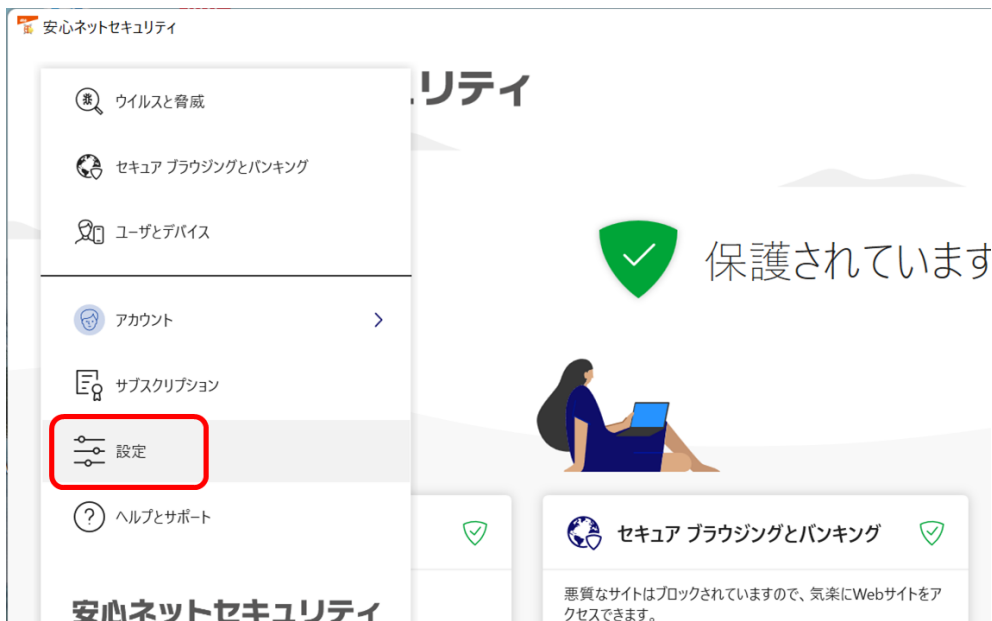 安心ネットセキュリティ
ュリティ
ウイルスと脅威
セキュア ブラウジングとバンキング
ユーザとデバイス
保護されています
アカウント
サブスクリプション
設定
ヘルプとサポート
セキュア ブラウジングとバンキング
悪質なサイトはブロックされていますので、気楽にWebサイトをア
クセスできます。
安心ネットセキュリティ